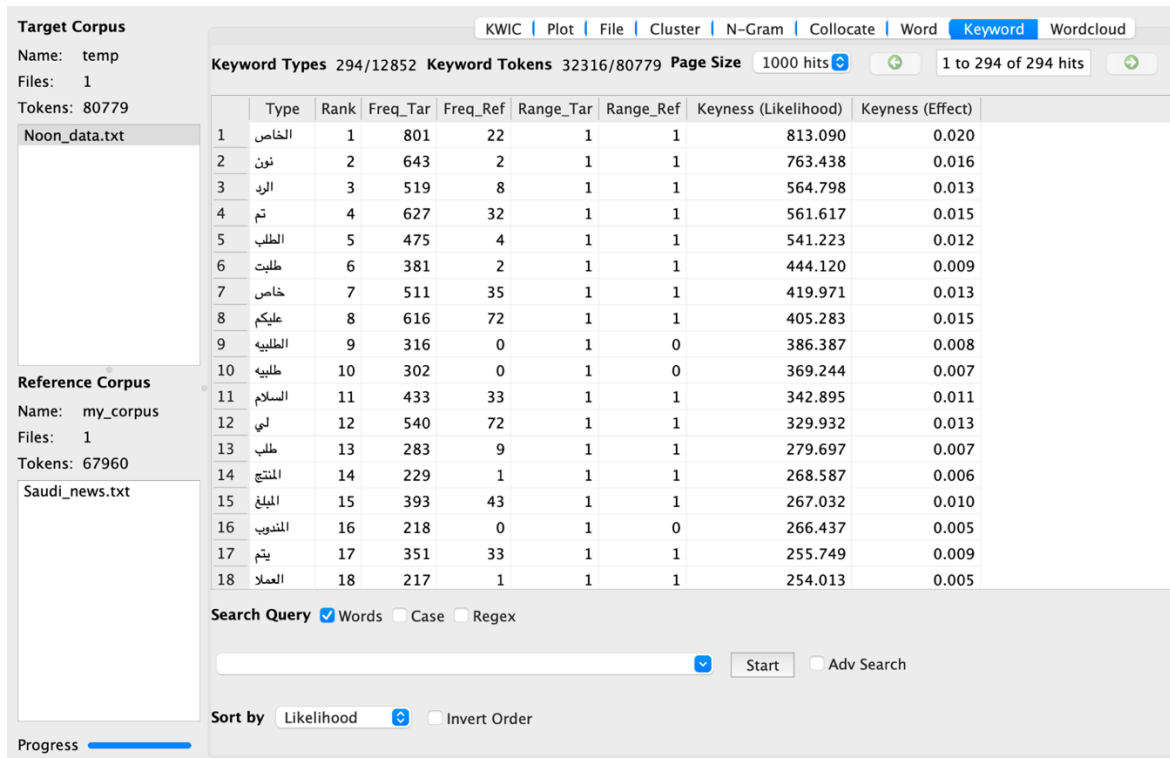 Target Corpus
Name: temp
Files: 1
Tokens: 80779
Noon_data.txt
Reference Corpus
Name: my_corpus
Files: 1
Tokens: 67960
Saudi_news.txt
Progress
KWIC Plot File Cluster N-Gram Collocate Word Keyword Wordcloud
Keyword Types 294/12852 Keyword Tokens 32316/80779 Page Size 1000 hits 1 to 294 of 294 hits
Type Rank Freq_Tar Freq_Ref Range_Tar Range_Ref Keyness (Likelihood) Keyness (Effect)
1 الخاص 1 801 22 1 1 813.090 0.020
2 نون 2 643 2 1 1 763.438 0.016
3 الرد 3 519 8 1 1 564.798 0.013
4 تم 4 627 32 1 1 561.617 0.015
5 الطلب 5 475 4 1 1 541.223 0.012
6 طلبت 6 381 2 1 1 444.120 0.009
7 خاص 7 511 35 1 1 419.971 0.013
8 عليكم 8 616 72 1 1 405.283 0.015
9 الطلبيه 9 316 0 1 0 386.387 0.008
10 طلبيه 10 302 0 1 0 369.244 0.007
11 السلام 11 433 33 1 1 342.895 0.011
12 لي 12 540 72 1 1 329.932 0.013
13 طلب 13 283 9 1 1 279.697 0.007
14 المنتج 14 229 1 1 1 268.587 0.006
15 المبلغ 15 393 43 1 1 267.032 0.010
16 المندوب 16 218 0 1 0 266.437 0.005
17 يتم 17 351 33 1 1 255.749 0.009
18 العملا 18 217 1 1 1 254.013 0.005
Search Query Words Case Regex
Start Adv Search
Sort by Likelihood Invert Order